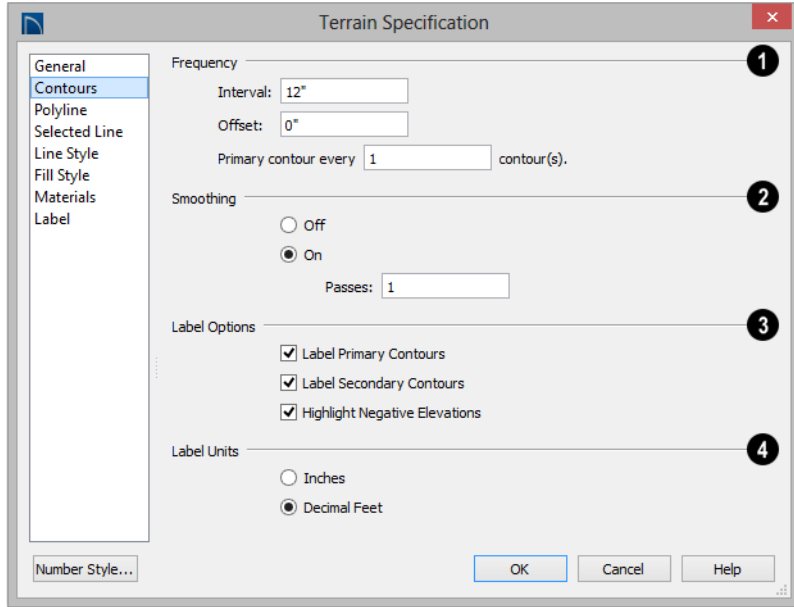 Terrain Specification
General
Contours
Polyline
Selected Line
Line Style
Fill Style
Materials
Label
Frequency
1
Interval: 12"
Offset: 0"
Primary contour every 1 contour(s).
Smoothing
2
Off
On
Passes: 1
Label Options
3
Label Primary Contours
Label Secondary Contours
Highlight Negative Elevations
Label Units
4
Inches
Decimal Feet
Number Style...
OK
Cancel
Help